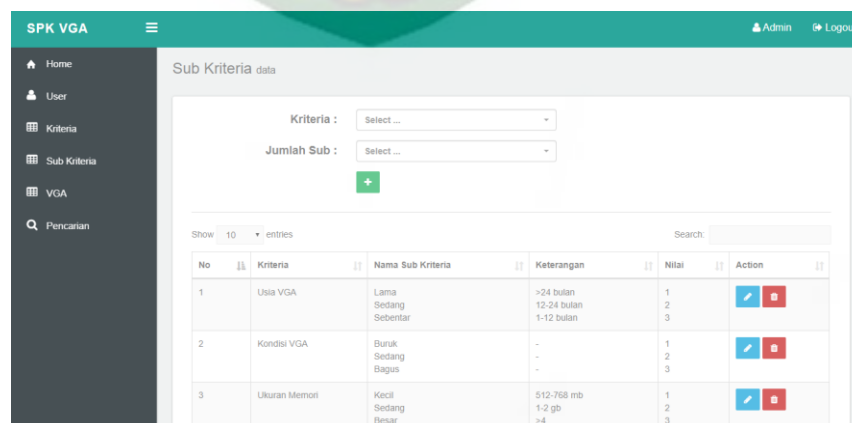 SPK VGA
Admin
Logou
Home
User
Kriteria
Sub Kriteria
VGA
Pencarian
Sub Kriteria data
Kriteria :
Select ...
Jumlah Sub :
Select ...
+
Show 10 entries
Search:
No Kriteria Nama Sub Kriteria Keterangan Nilai Action
1 Usia VGA Lama >24 bulan 1
Sedang 12-24 bulan 2
Sebentar 1-12 bulan 3
2 Kondisi VGA Buruk - 1
Sedang - 2
Bagus - 3
3 Ukuran Memori Kecil 512-768 mb 1
Sedang 1-2 gb 2
Besar >4 3